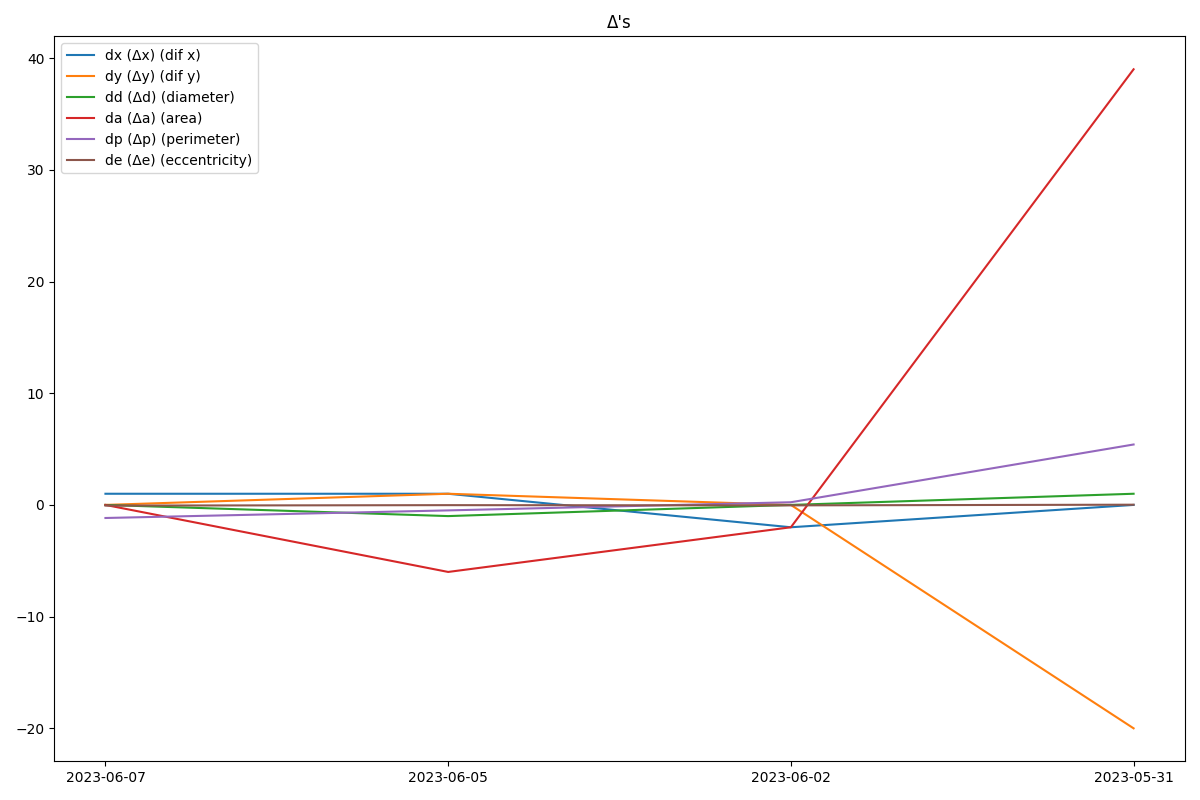 Δ's
dx (Δx) (dif x)
dy (Δy) (dif y)
dd (Δd) (diameter)
da (Δa) (area)
dp (Δp) (perimeter)
de (Δe) (eccentricity)
40
30
20
10
0
−10
−20
2023-06-07 2023-06-05 2023-06-02 2023-05-31